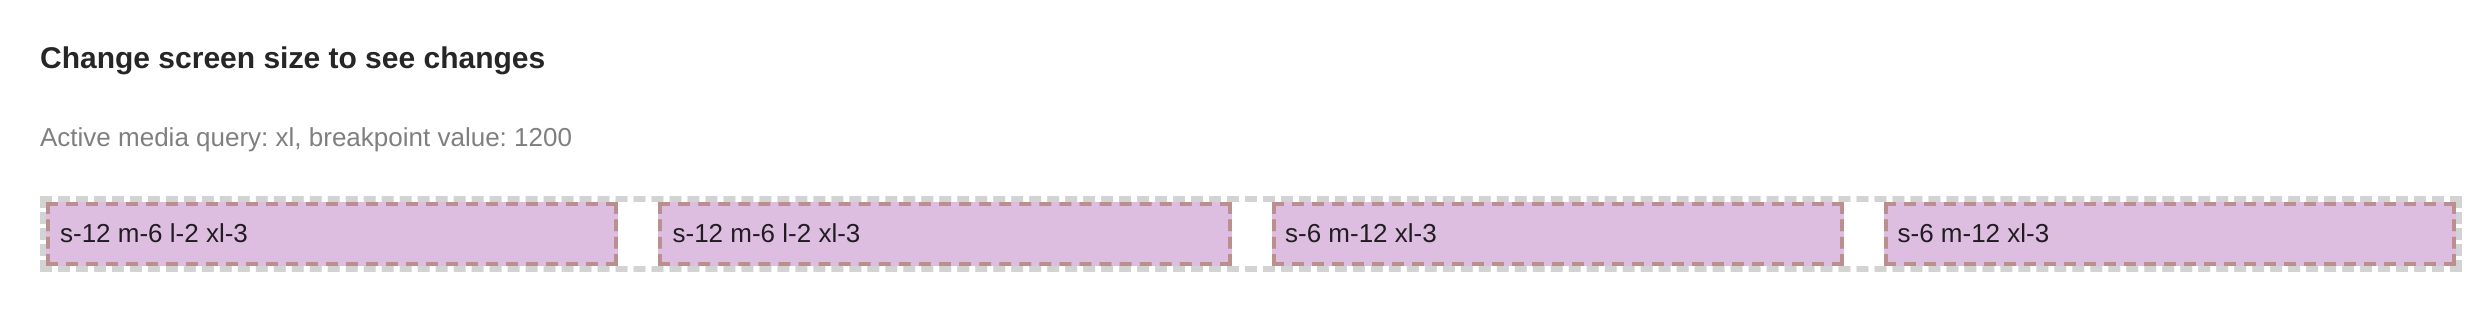 Change screen size to see changes
Active media query: xl, breakpoint value: 1200
s-12 m-6 l-2 xl-3
s-12 m-6 l-2 xl-3
s-6 m-12 xl-3
s-6 m-12 xl-3